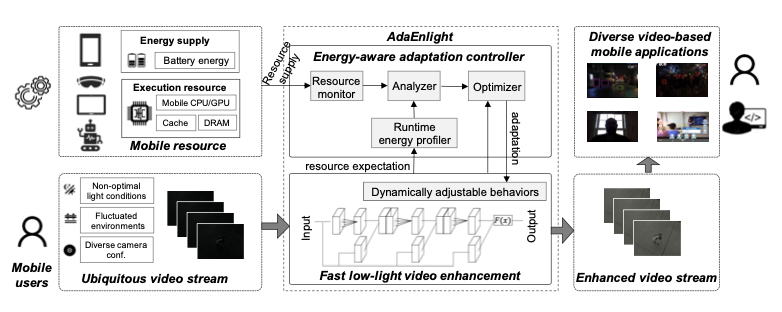 Energy supply
Battery energy
Execution resource
Mobile CPU/GPU
Cache
DRAM
Mobile resource
Resource
supply
AdaEnlight
Energy-aware adaptation controller
Resource
monitor
Analyzer
Optimizer
Runtime
energy profiler
adaptation
resource expectation
Diverse video-based
mobile applications
</>
Mobile
users
Non-optimal
light conditions
Fluctuated
environments
Diverse camera
conf.
Ubiquitous video stream
Dynamically adjustable behaviors
Input
F(x)
Output
Fast low-light video enhancement
Enhanced video stream